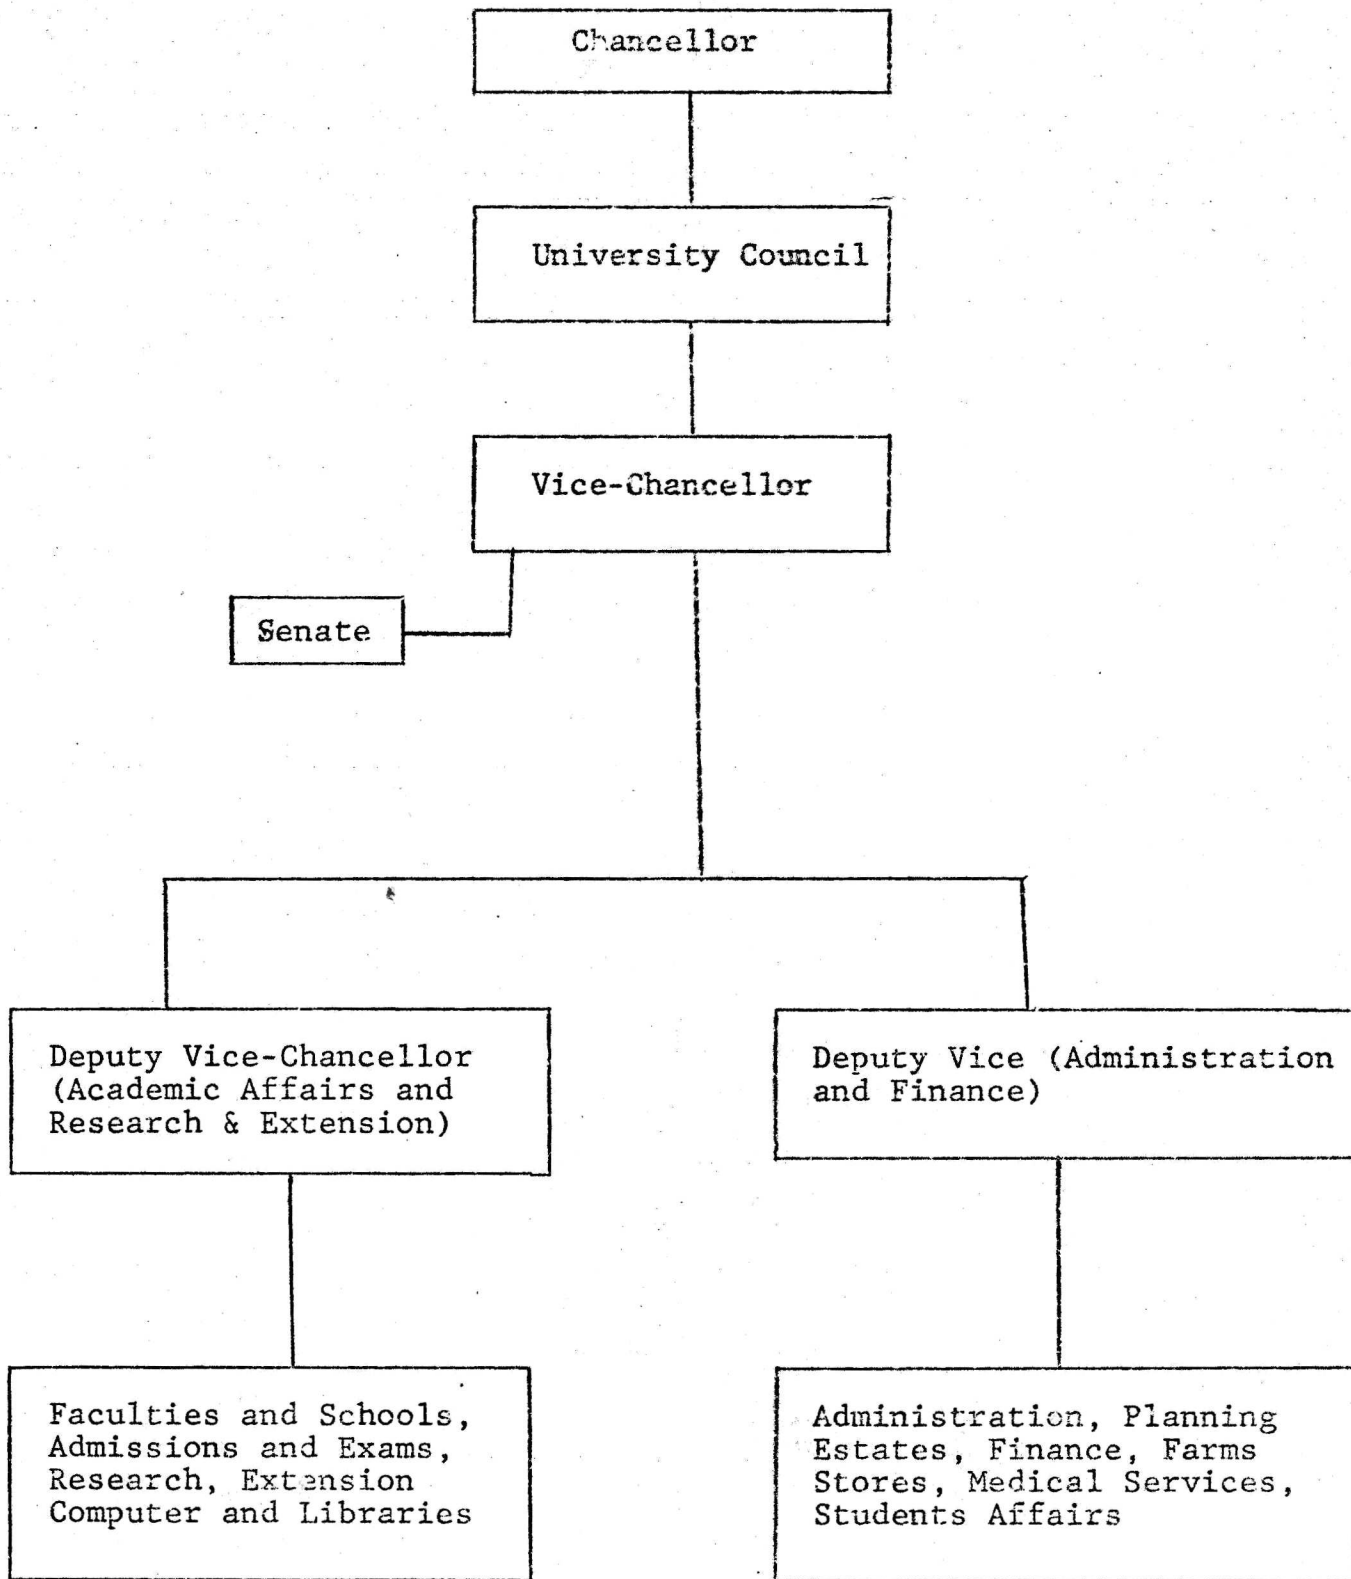 Chancellor
University Council
Vice-Chancellor
Senate
Deputy Vice-Chancellor
(Academic Affairs and
Research & Extension)
Deputy Vice (Administration
and Finance)
Faculties and Schools,
Admissions and Exams,
Research, Extension
Computer and Libraries
Administration, Planning
Estates, Finance, Farms
Stores, Medical Services,
Students Affairs